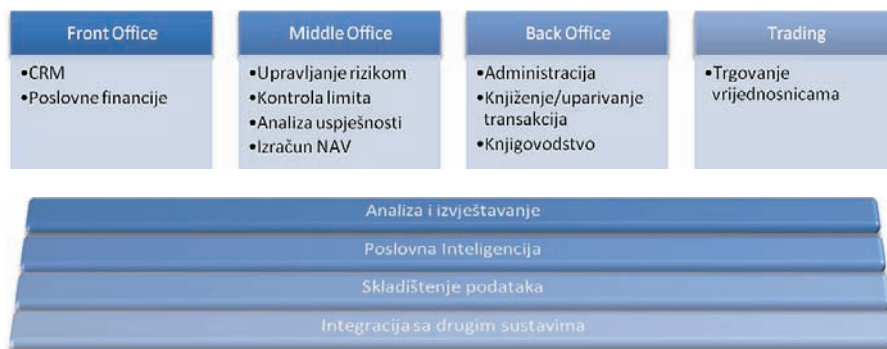 Front Office
•CRM
•Poslovne financije
Middle Office
•Upravljanje rizikom
•Kontrola limita
•Analiza uspješnosti
•Izračun NAV
Back Office
•Administracija
•Knjiženje/uparivanje
transakcija
•Knjigovodstvo
Trading
•Trgovanje
vrijednosnicama
Analiza i izvještavanje
Poslovna Inteligencija
Skladištenje podataka
Integracija sa drugim sustavima